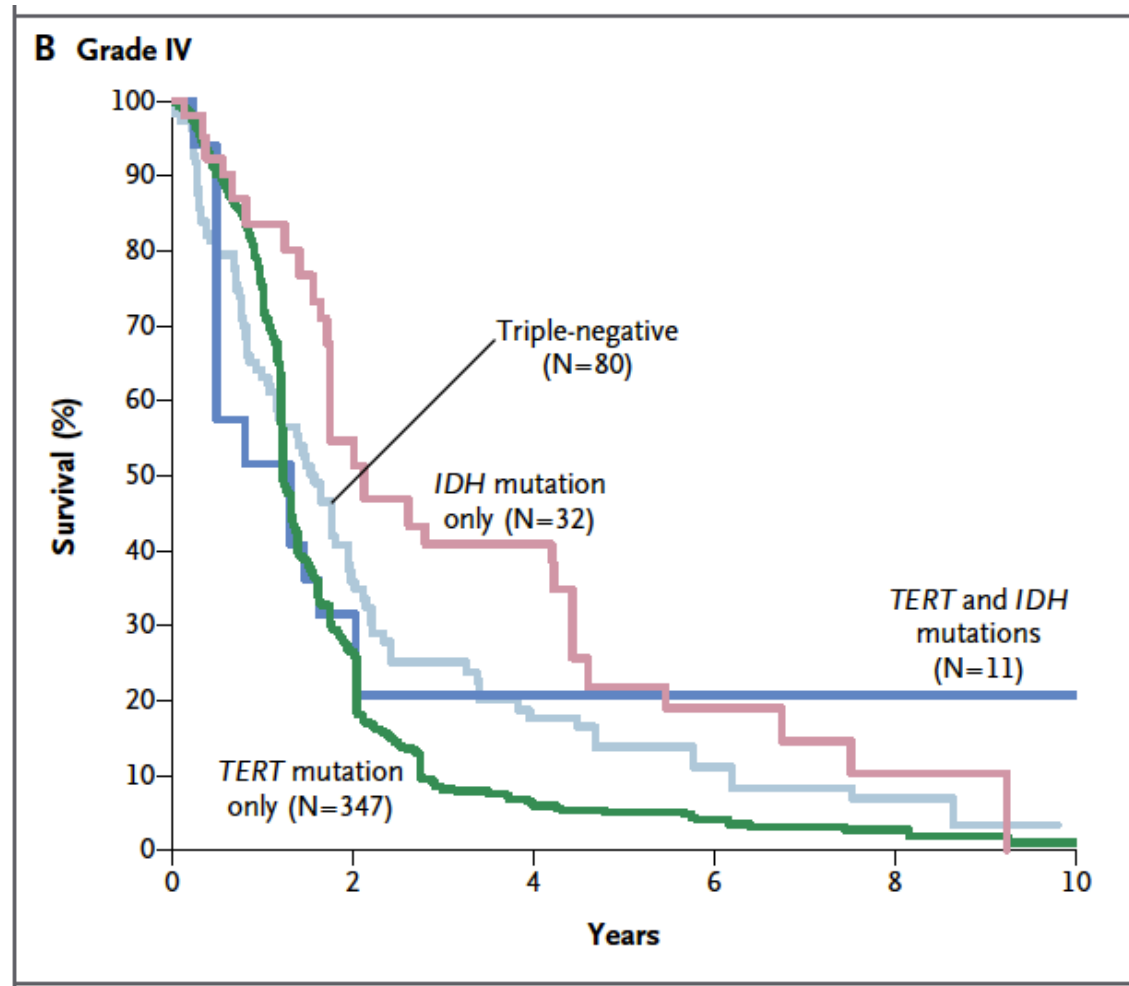 B Grade IV
100
90
80
70
60
50
40
30
20
10
0
Survival (%)
Triple-negative
(N=80)
IDH mutation
only (N=32)
TERT and IDH
mutations
(N=11)
TERT mutation
only (N=347)
0 2 4 6 8 10
Years